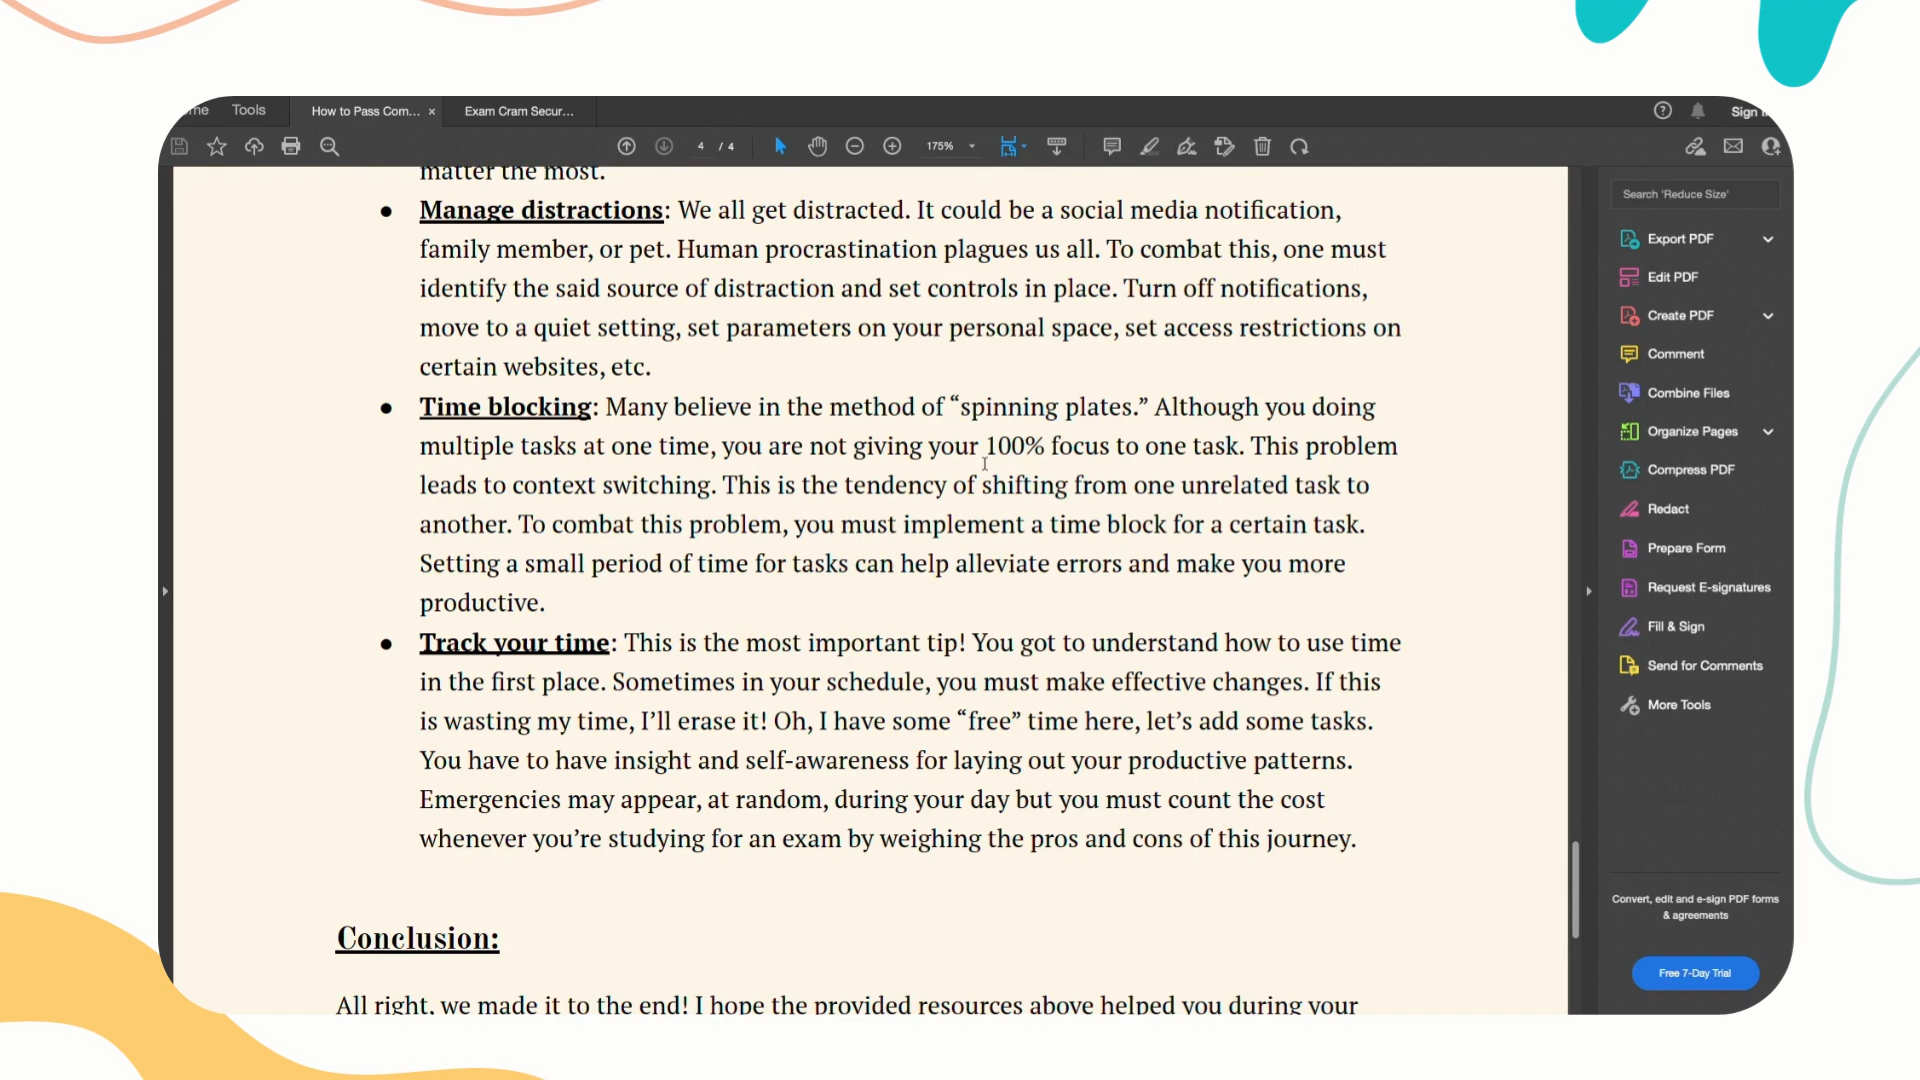 Tools
How to Pass Com... ×
Exam Cram Secur...
Sign
4 / 4
175%
matter the most.
● Manage distractions: We all get distracted. It could be a social media notification,
family member, or pet. Human procrastination plagues us all. To combat this, one must
identify the said source of distraction and set controls in place. Turn off notifications,
move to a quiet setting, set parameters on your personal space, set access restrictions on
certain websites, etc.
● Time blocking: Many believe in the method of “spinning plates.” Although you doing
multiple tasks at one time, you are not giving your 100% focus to one task. This problem
leads to context switching. This is the tendency of shifting from one unrelated task to
another. To combat this problem, you must implement a time block for a certain task.
Setting a small period of time for tasks can help alleviate errors and make you more
productive.
● Track your time: This is the most important tip! You got to understand how to use time
in the first place. Sometimes in your schedule, you must make effective changes. If this
is wasting my time, I’ll erase it! Oh, I have some “free” time here, let’s add some tasks.
You have to have insight and self-awareness for laying out your productive patterns.
Emergencies may appear, at random, during your day but you must count the cost
whenever you’re studying for an exam by weighing the pros and cons of this journey.
Conclusion:
All right, we made it to the end! I hope the provided resources above helped you during your
Search 'Reduce Size'
Export PDF
Edit PDF
Create PDF
Comment
Combine Files
Organize Pages
Compress PDF
Redact
Prepare Form
Request E-signatures
Fill & Sign
Send for Comments
More Tools
Convert, edit and e-sign PDF forms
& agreements
Free 7-Day Trial